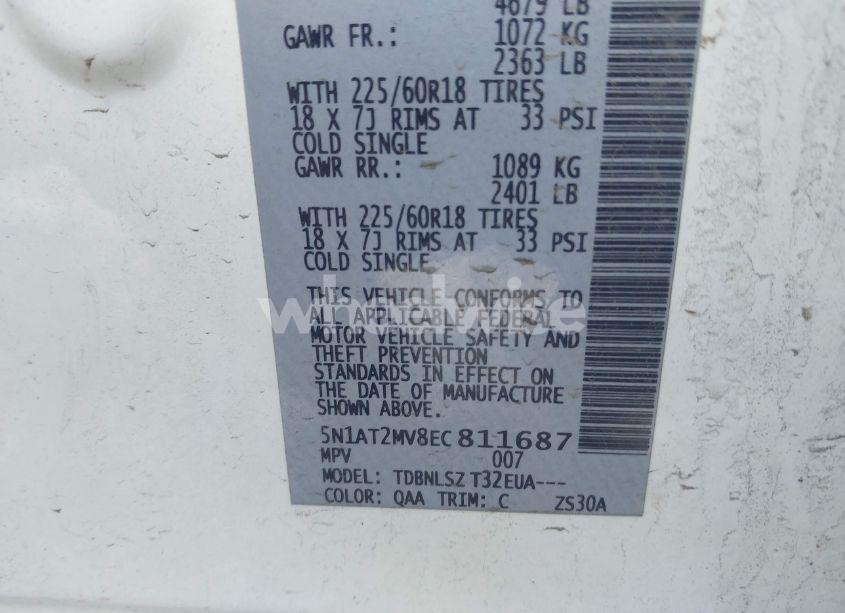 4679 LB
GAWR FR.: 1072 KG
2363 LB
WITH 225/60R18 TIRES
18 X 7J RIMS AT 33 PSI
COLD SINGLE
GAWR RR.: 1089 KG
2401 LB
WITH 225/60R18 TIRES
18 X 7J RIMS AT 33 PSI
COLD SINGLE
THIS VEHICLE CONFORMS TO
ALL APPLICABLE FEDERAL
MOTOR VEHICLE SAFETY AND
THEFT PREVENTION
STANDARDS IN EFFECT ON
THE DATE OF MANUFACTURE
SHOWN ABOVE.
5N1AT2MV8EC811687
MPV 007
MODEL: TDBNLSZ T32EUA---
COLOR: QAA TRIM: C ZS30A